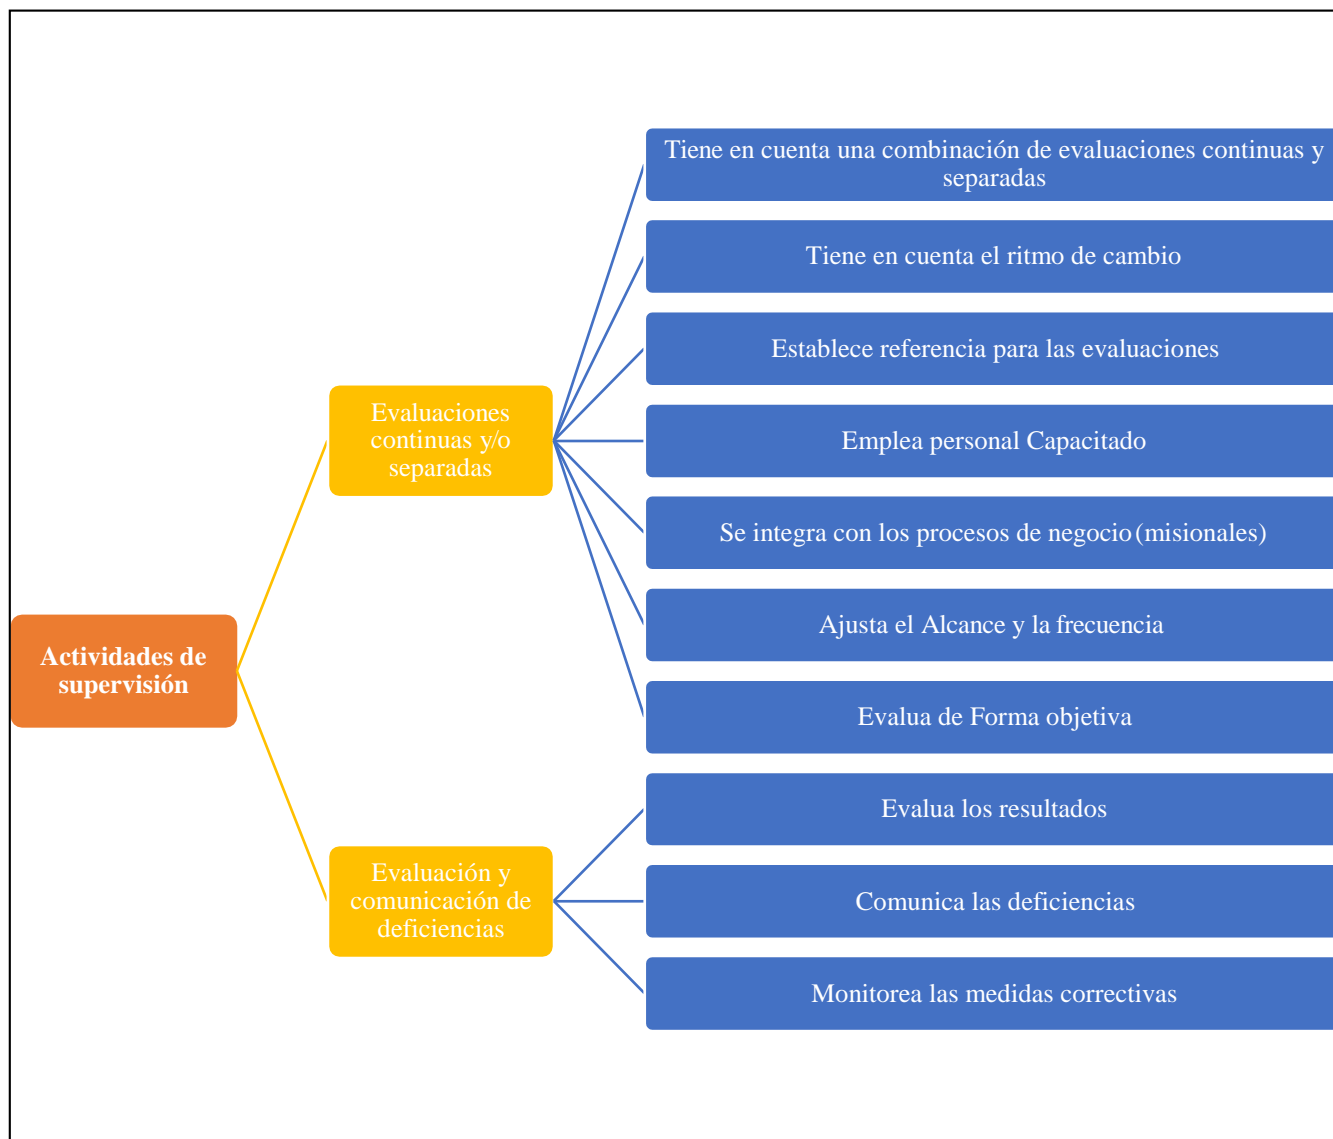 Actividades de
supervisión
Evaluaciones
continuas y/o
separadas
Tiene en cuenta una combinación de evaluaciones continuas y
separadas
Tiene en cuenta el ritmo de cambio
Establece referencia para las evaluaciones
Emplea personal Capacitado
Se integra con los procesos de negocio (misionales)
Ajusta el Alcance y la frecuencia
Evalua de Forma objetiva
Evaluación y
comunicación de
deficiencias
Evalua los resultados
Comunica las deficiencias
Monitorea las medidas correctivas